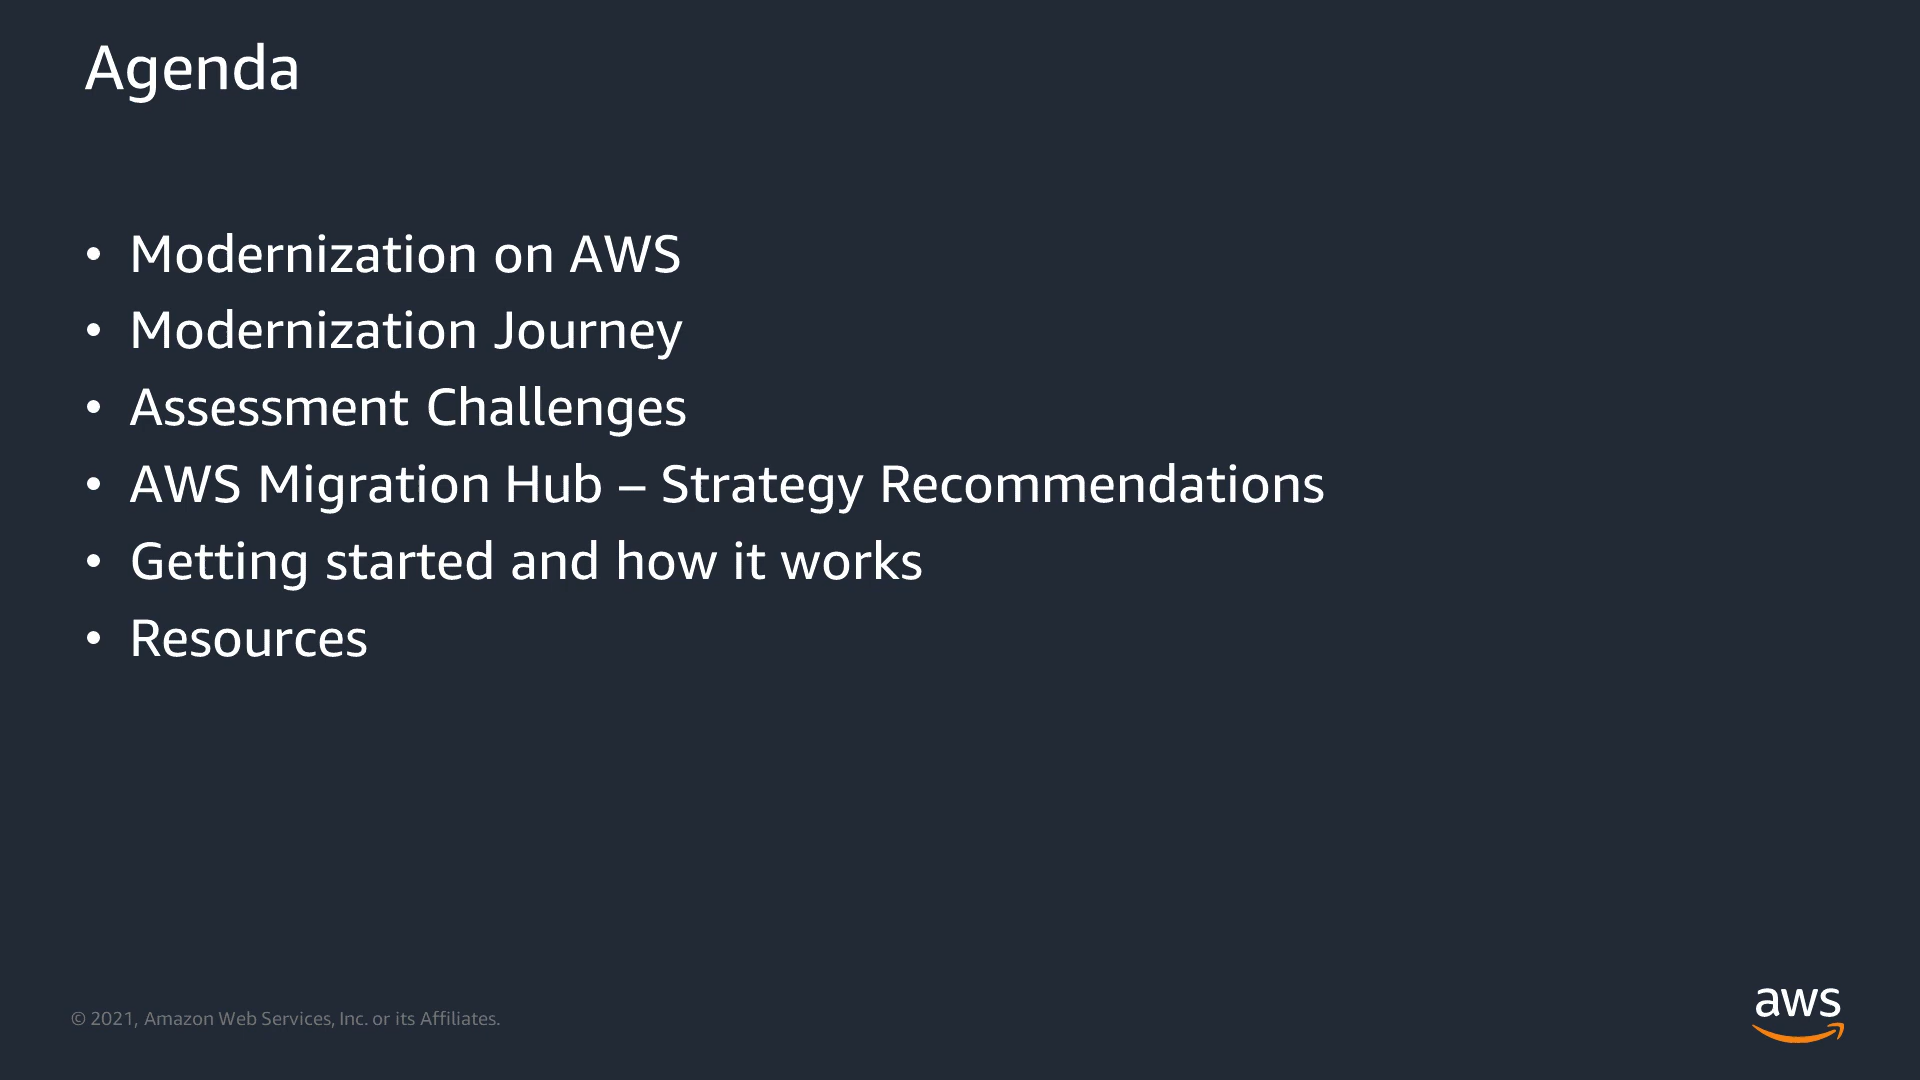 Agenda
• Modernization on AWS
• Modernization Journey
• Assessment Challenges
• AWS Migration Hub – Strategy Recommendations
• Getting started and how it works
• Resources
© 2021, Amazon Web Services, Inc. or its Affiliates.
aws